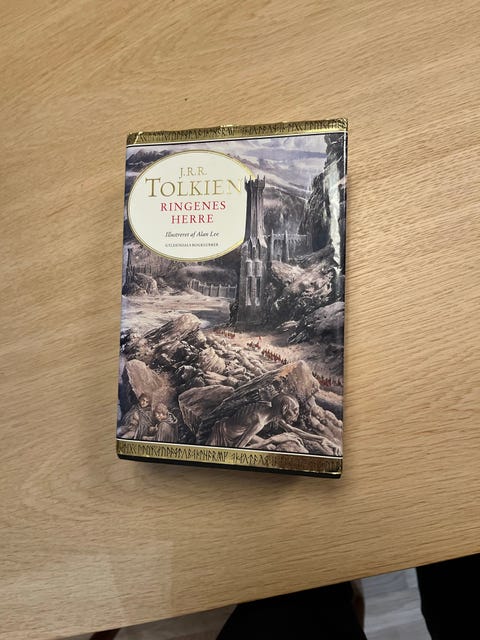 J.R.R.
TOLKIEN
RINGENES
HERRE
Illustreret af Alan Lee
GYLDENDALS BOGKLUBBER